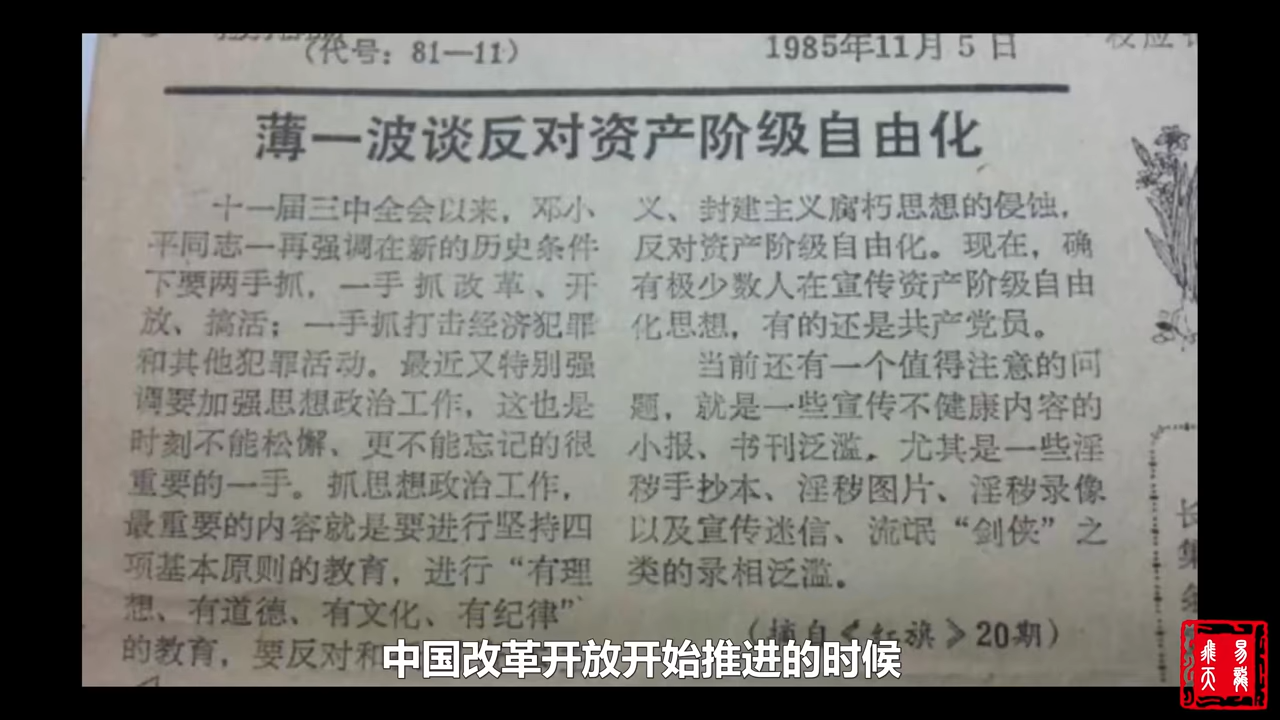 （代号：81—11）
1985年11月5日
薄一波谈反对资产阶级自由化
十一届三中全会以来，邓小
平同志一再强调在新的历史条件
下要两手抓，一手抓改革、开
放、搞活；一手抓打击经济犯罪
和其他犯罪活动。最近又特别强
调要加强思想政治工作，这也是
时刻不能松懈、更不能忘记的很
重要的一手。抓思想政治工作，
最重要的内容就是要进行坚持四
项基本原则的教育，进行“有理
想、有道德、有文化、有纪律”
的教育，要反对和
义、封建主义腐朽思想的侵蚀，
反对资产阶级自由化。现在，确
有极少数人在宣传资产阶级自由
化思想，有的还是共产党员。
当前还有一个值得注意的问
题，就是一些宣传不健康内容的
小报、书刊泛滥。尤其是一些淫
秽手抄本、淫秽图片、淫秽录像
以及宣传迷信、流氓“剑侠”之
类的录相泛滥。
（摘自《红旗》20期）
中国改革开放开始推进的时候